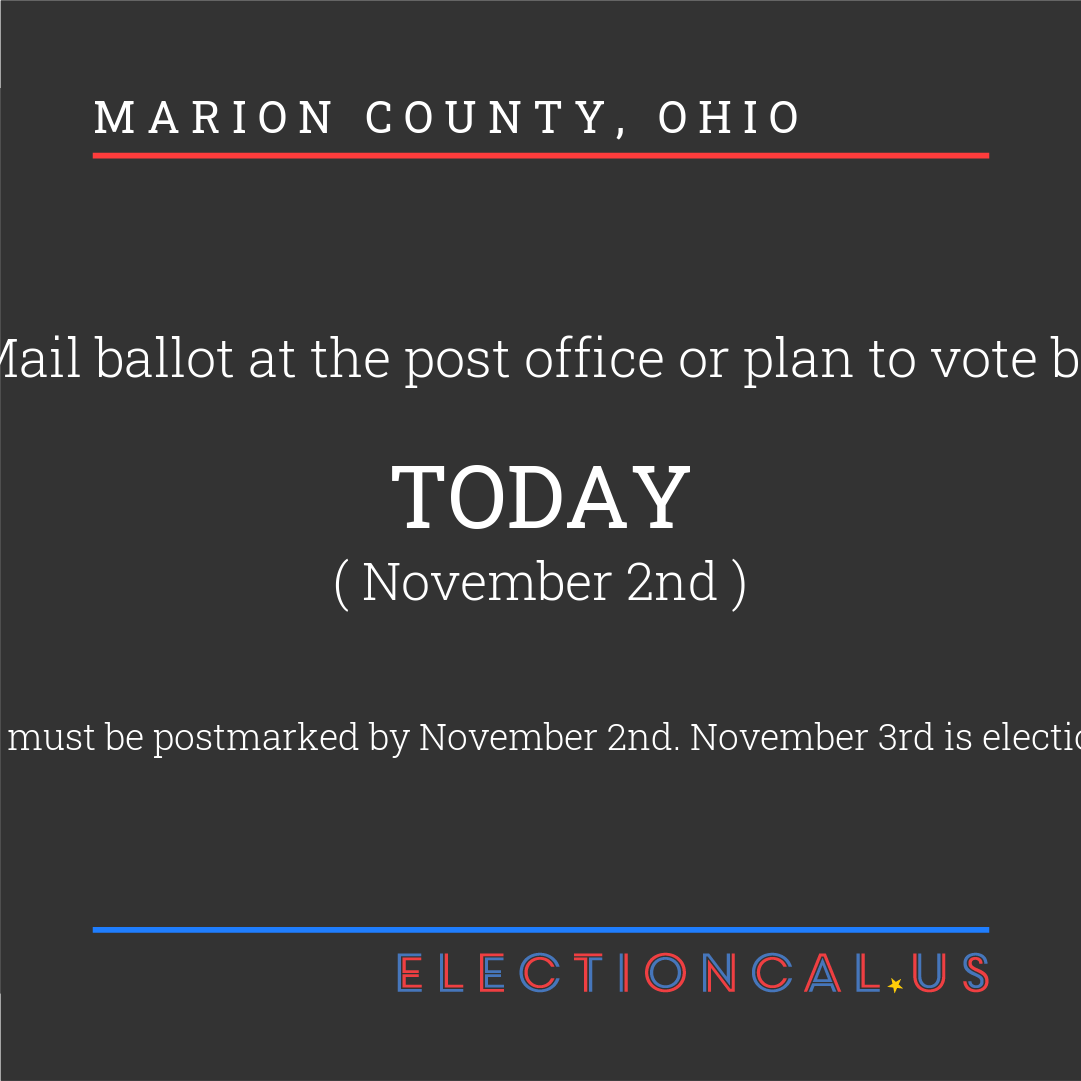 MARION COUNTY, OHIO
Mail ballot at the post office or plan to vote b
TODAY
( November 2nd )
must be postmarked by November 2nd. November 3rd is electio
ELECTIONCAL.US